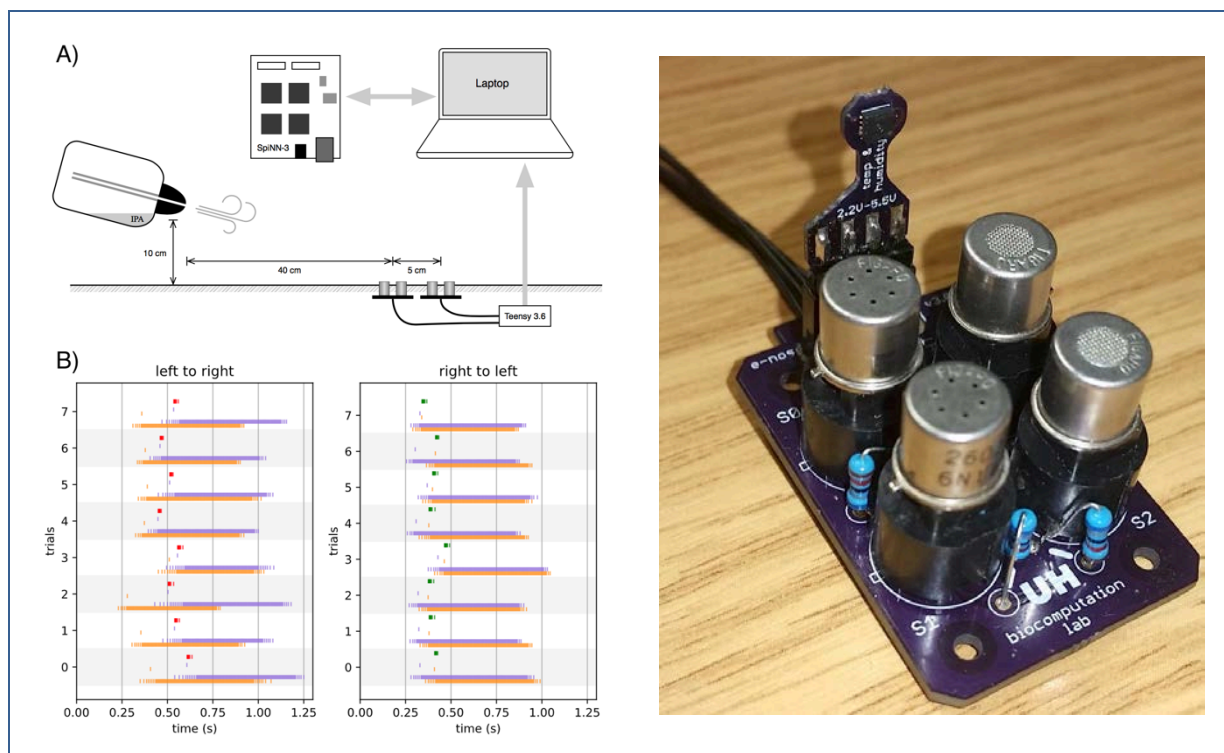 A)
Laptop
SpiNN-3
IPA
10 cm
40 cm
5 cm
Teensy 3.6
B)
left to right
right to left
trials
7
6
5
4
3
2
1
0
0.00
0.25
0.50
0.75
1.00
1.25
time (s)
7
6
5
4
3
2
1
0
0.00
0.25
0.50
0.75
1.00
1.25
time (s)
temp &
humidity
2.2V-5.5V
FIGARO
FIGARO
e-nos
S0
S2
S1
UH
biocomputation
lab